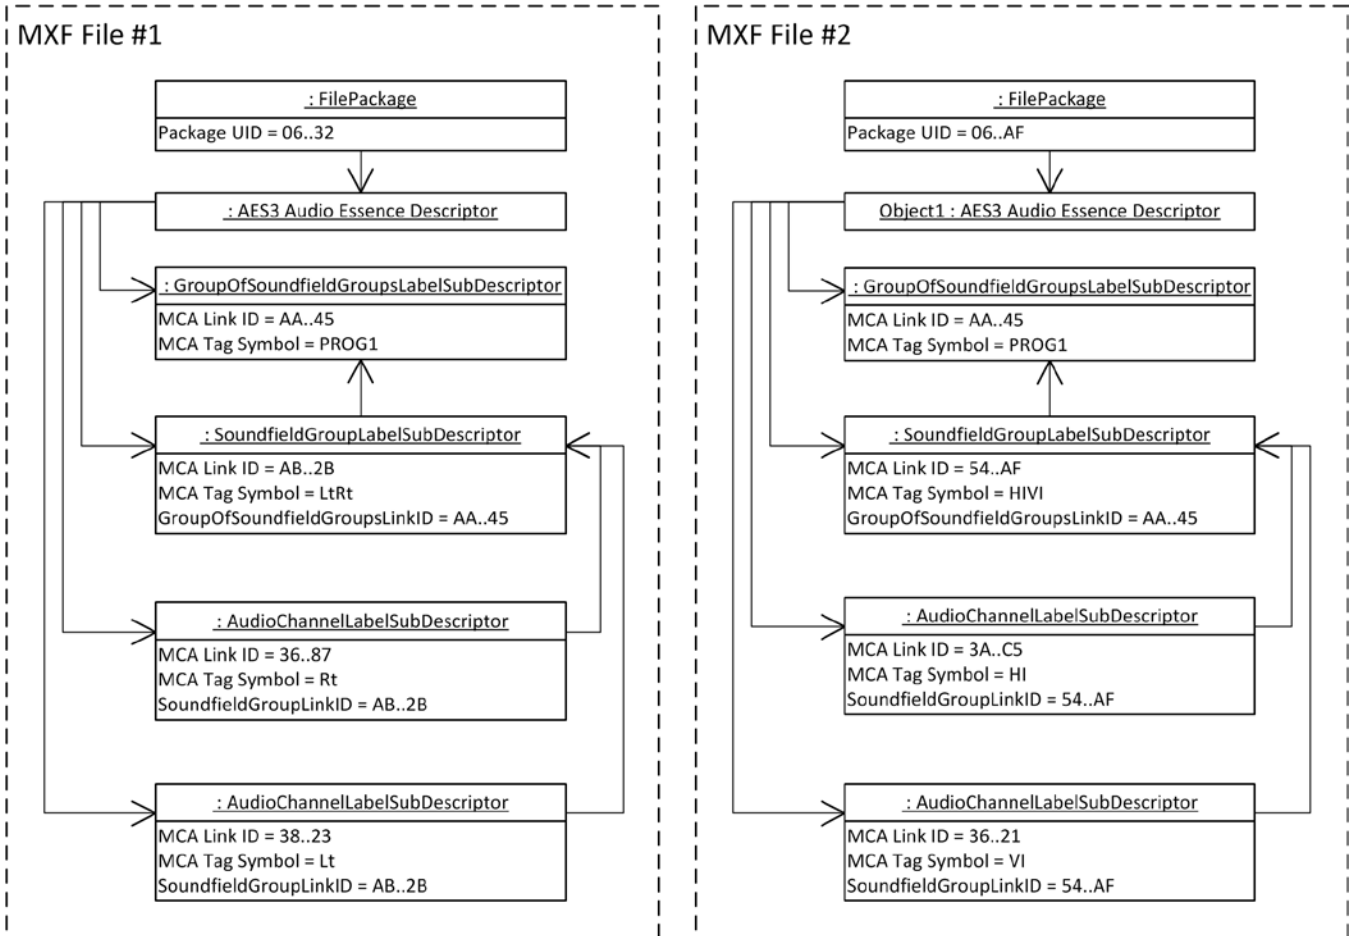 MXF File #1
: FilePackage
Package UID = 06..32
: AES3 Audio Essence Descriptor
: GroupOfSoundfieldGroupsLabelSubDescriptor
MCA Link ID = AA..45
MCA Tag Symbol = PROG1
: SoundfieldGroupLabelSubDescriptor
MCA Link ID = AB..2B
MCA Tag Symbol = LtRt
GroupOfSoundfieldGroupsLinkID = AA..45
: AudioChannelLabelSubDescriptor
MCA Link ID = 36..87
MCA Tag Symbol = Rt
SoundfieldGroupLinkID = AB..2B
: AudioChannelLabelSubDescriptor
MCA Link ID = 38..23
MCA Tag Symbol = Lt
SoundfieldGroupLinkID = AB..2B
MXF File #2
: FilePackage
Package UID = 06..AF
Object1 : AES3 Audio Essence Descriptor
: GroupOfSoundfieldGroupsLabelSubDescriptor
MCA Link ID = AA..45
MCA Tag Symbol = PROG1
: SoundfieldGroupLabelSubDescriptor
MCA Link ID = 54..AF
MCA Tag Symbol = HIVI
GroupOfSoundfieldGroupsLinkID = AA..45
: AudioChannelLabelSubDescriptor
MCA Link ID = 3A..C5
MCA Tag Symbol = HI
SoundfieldGroupLinkID = 54..AF
: AudioChannelLabelSubDescriptor
MCA Link ID = 36..21
MCA Tag Symbol = VI
SoundfieldGroupLinkID = 54..AF